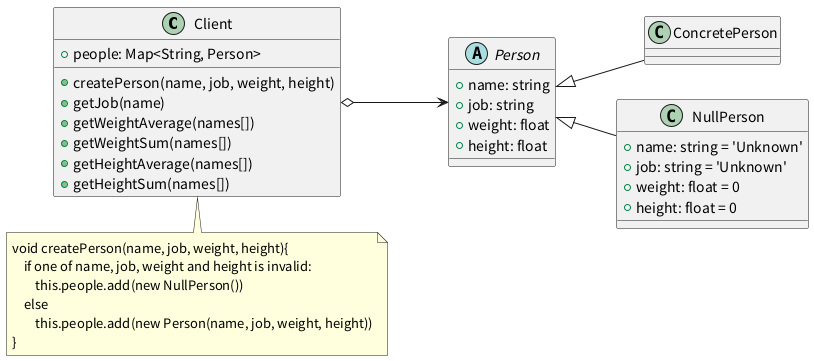 C Client
people: Map<String, Person>
createPerson(name, job, weight, height)
getJob(name)
getWeightAverage(names[])
getWeightSum(names[])
getHeightAverage(names[])
getHeightSum(names[])
void createPerson(name, job, weight, height){
if one of name, job, weight and height is invalid:
this.people.add(new NullPerson())
else
this.people.add(new Person(name, job, weight, height))
}
A Person
name: string
job: string
weight: float
height: float
C ConcretePerson
C NullPerson
name: string = 'Unknown'
job: string = 'Unknown'
weight: float = 0
height: float = 0